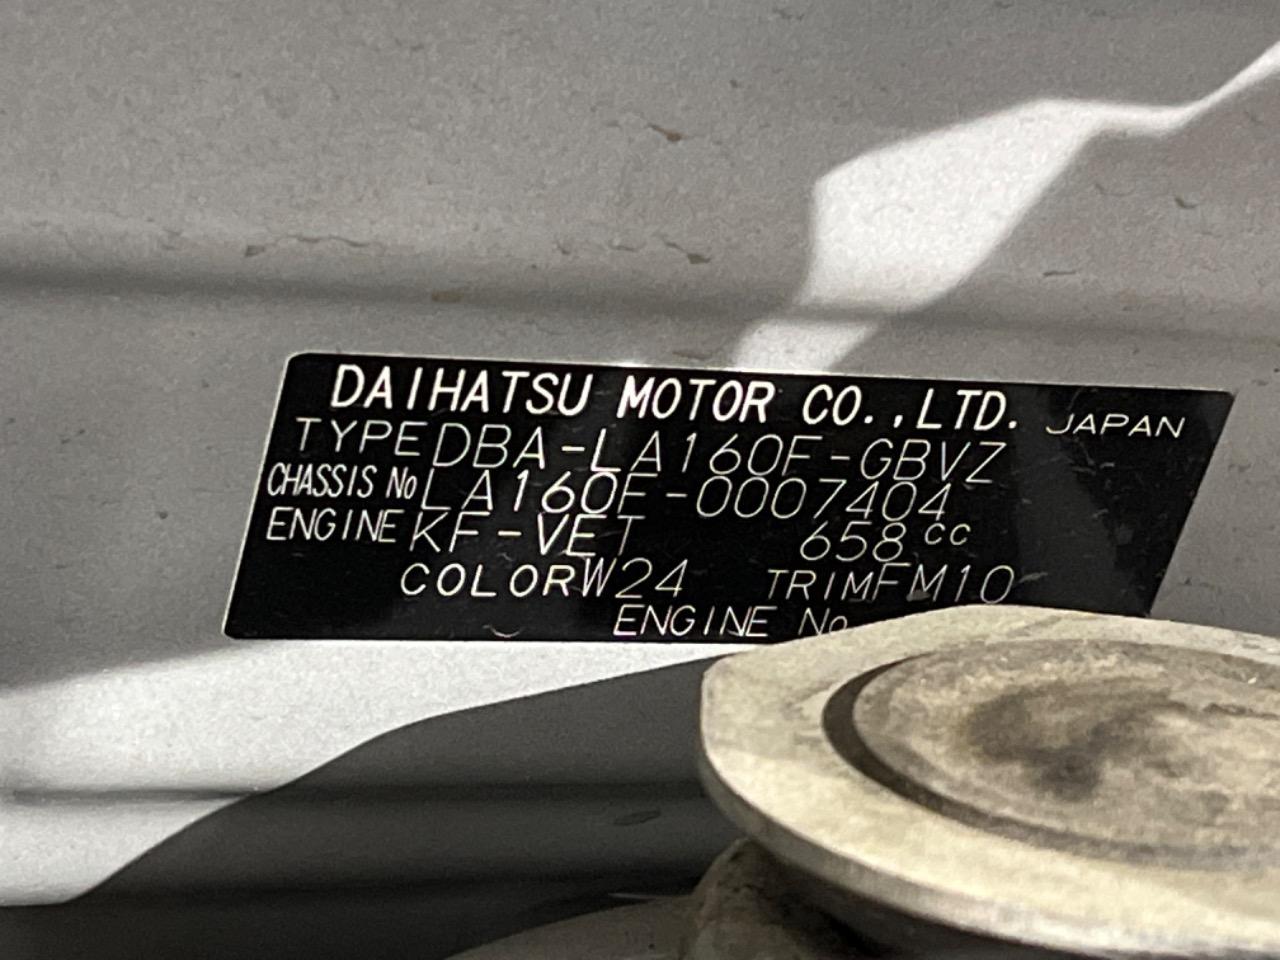 DAIHATSU MOTOR CO.,LTD. JAPAN
TYPE DBA-LA160F-GBVZ
CHASSIS No LA160F-0007404
ENGINE KF-VET 658cc
COLOR W24 TRIM FM10
ENGINE No